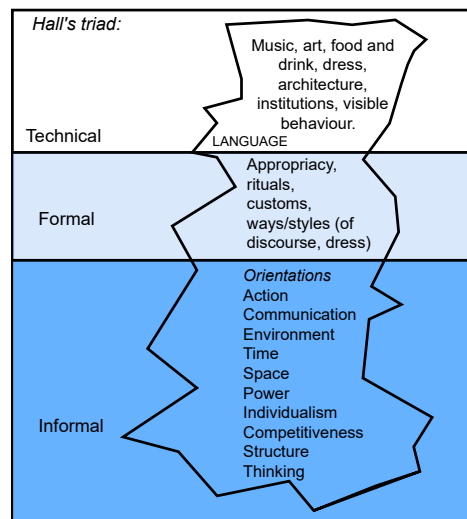 Hall's triad:
Music, art, food and
drink, dress,
architecture,
institutions, visible
behaviour.
Technical
LANGUAGE
Appropriacy,
rituals,
customs,
ways/styles (of
discourse, dress)
Formal
Orientations
Action
Communication
Environment
Time
Space
Power
Individualism
Competitiveness
Structure
Thinking
Informal